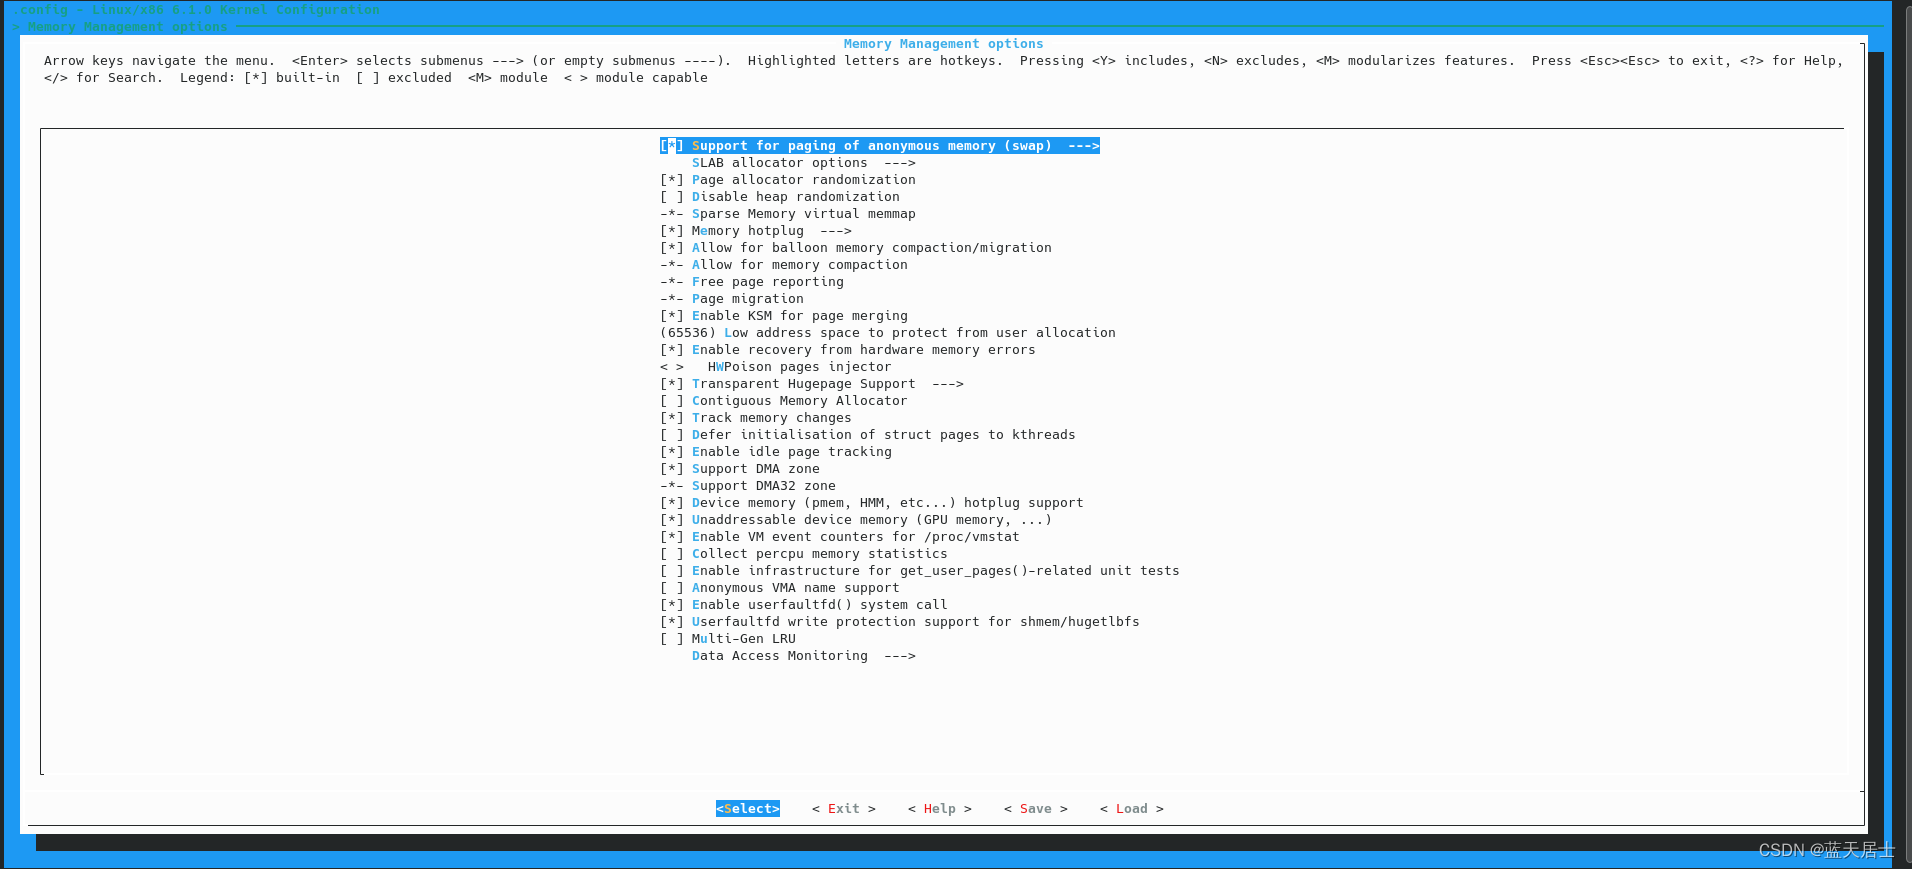 .config - Linux/x86 6.1.0 Kernel Configuration
> Memory Management options
Memory Management options
Arrow keys navigate the menu.  <Enter> selects submenus ---> (or empty submenus ----).  Highlighted letters are hotkeys.  Pressing <Y> includes, <N> excludes, <M> modularizes features.  Press <Esc><Esc> to exit, <?> for Help,
</> for Search.  Legend: [*] built-in  [ ] excluded  <M> module  < > module capable
[*] Support for paging of anonymous memory (swap)  --->
SLAB allocator options  --->
[*] Page allocator randomization
[ ] Disable heap randomization
-*- Sparse Memory virtual memmap
[*] Memory hotplug  --->
[*] Allow for balloon memory compaction/migration
-*- Allow for memory compaction
-*- Free page reporting
-*- Page migration
[*] Enable KSM for page merging
(65536) Low address space to protect from user allocation
[*] Enable recovery from hardware memory errors
< >   HWPoison pages injector
[*] Transparent Hugepage Support  --->
[ ] Contiguous Memory Allocator
[*] Track memory changes
[ ] Defer initialisation of struct pages to kthreads
[*] Enable idle page tracking
[*] Support DMA zone
-*- Support DMA32 zone
[*] Device memory (pmem, HMM, etc...) hotplug support
[*] Unaddressable device memory (GPU memory, ...)
[*] Enable VM event counters for /proc/vmstat
[ ] Collect percpu memory statistics
[ ] Enable infrastructure for get_user_pages()-related unit tests
[ ] Anonymous VMA name support
[*] Enable userfaultfd() system call
[*] Userfaultfd write protection support for shmem/hugetlbfs
[ ] Multi-Gen LRU
Data Access Monitoring  --->
<Select>    < Exit >    < Help >    < Save >    < Load >
CSDN @蓝天居士